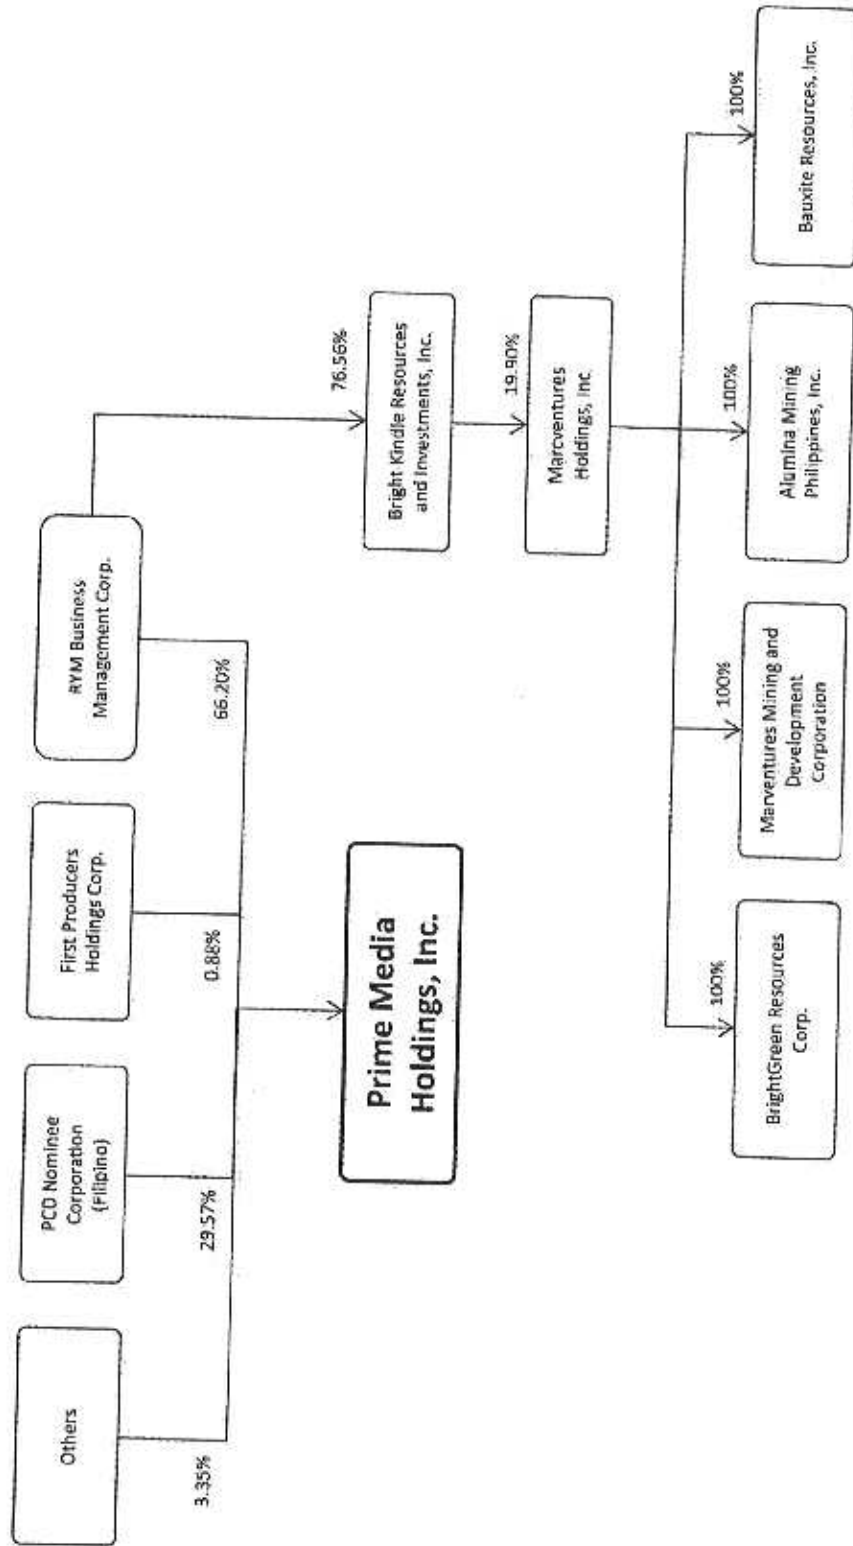 Others
PCD Nominee
Corporation
(Filipino)
First Producers
Holdings Corp.
RYM Business
Management Corp.
3.35%
29.57%
0.88%
66.20%
76.56%
Prime Media
Holdings, Inc.
Bright Kindle Resources
and Investments, Inc.
19.90%
Marcventures
Holdings, Inc
100%
100%
100%
100%
BrightGreen Resources
Corp.
Marventures Mining and
Development
Corporation
Alumina Mining
Philippines, Inc.
Bauxite Resources, Inc.